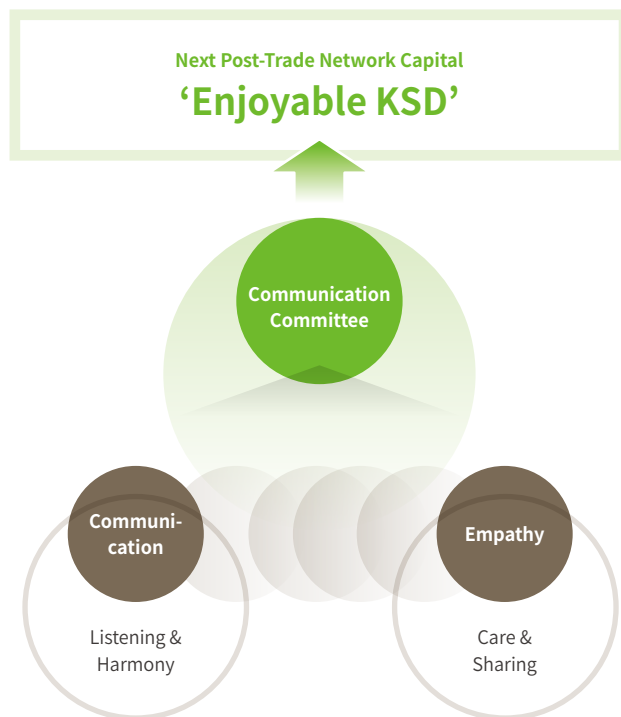 Next Post-Trade Network Capital
‘Enjoyable KSD’
Communication
Committee
Communi-
cation
Listening &
Harmony
Empathy
Care &
Sharing